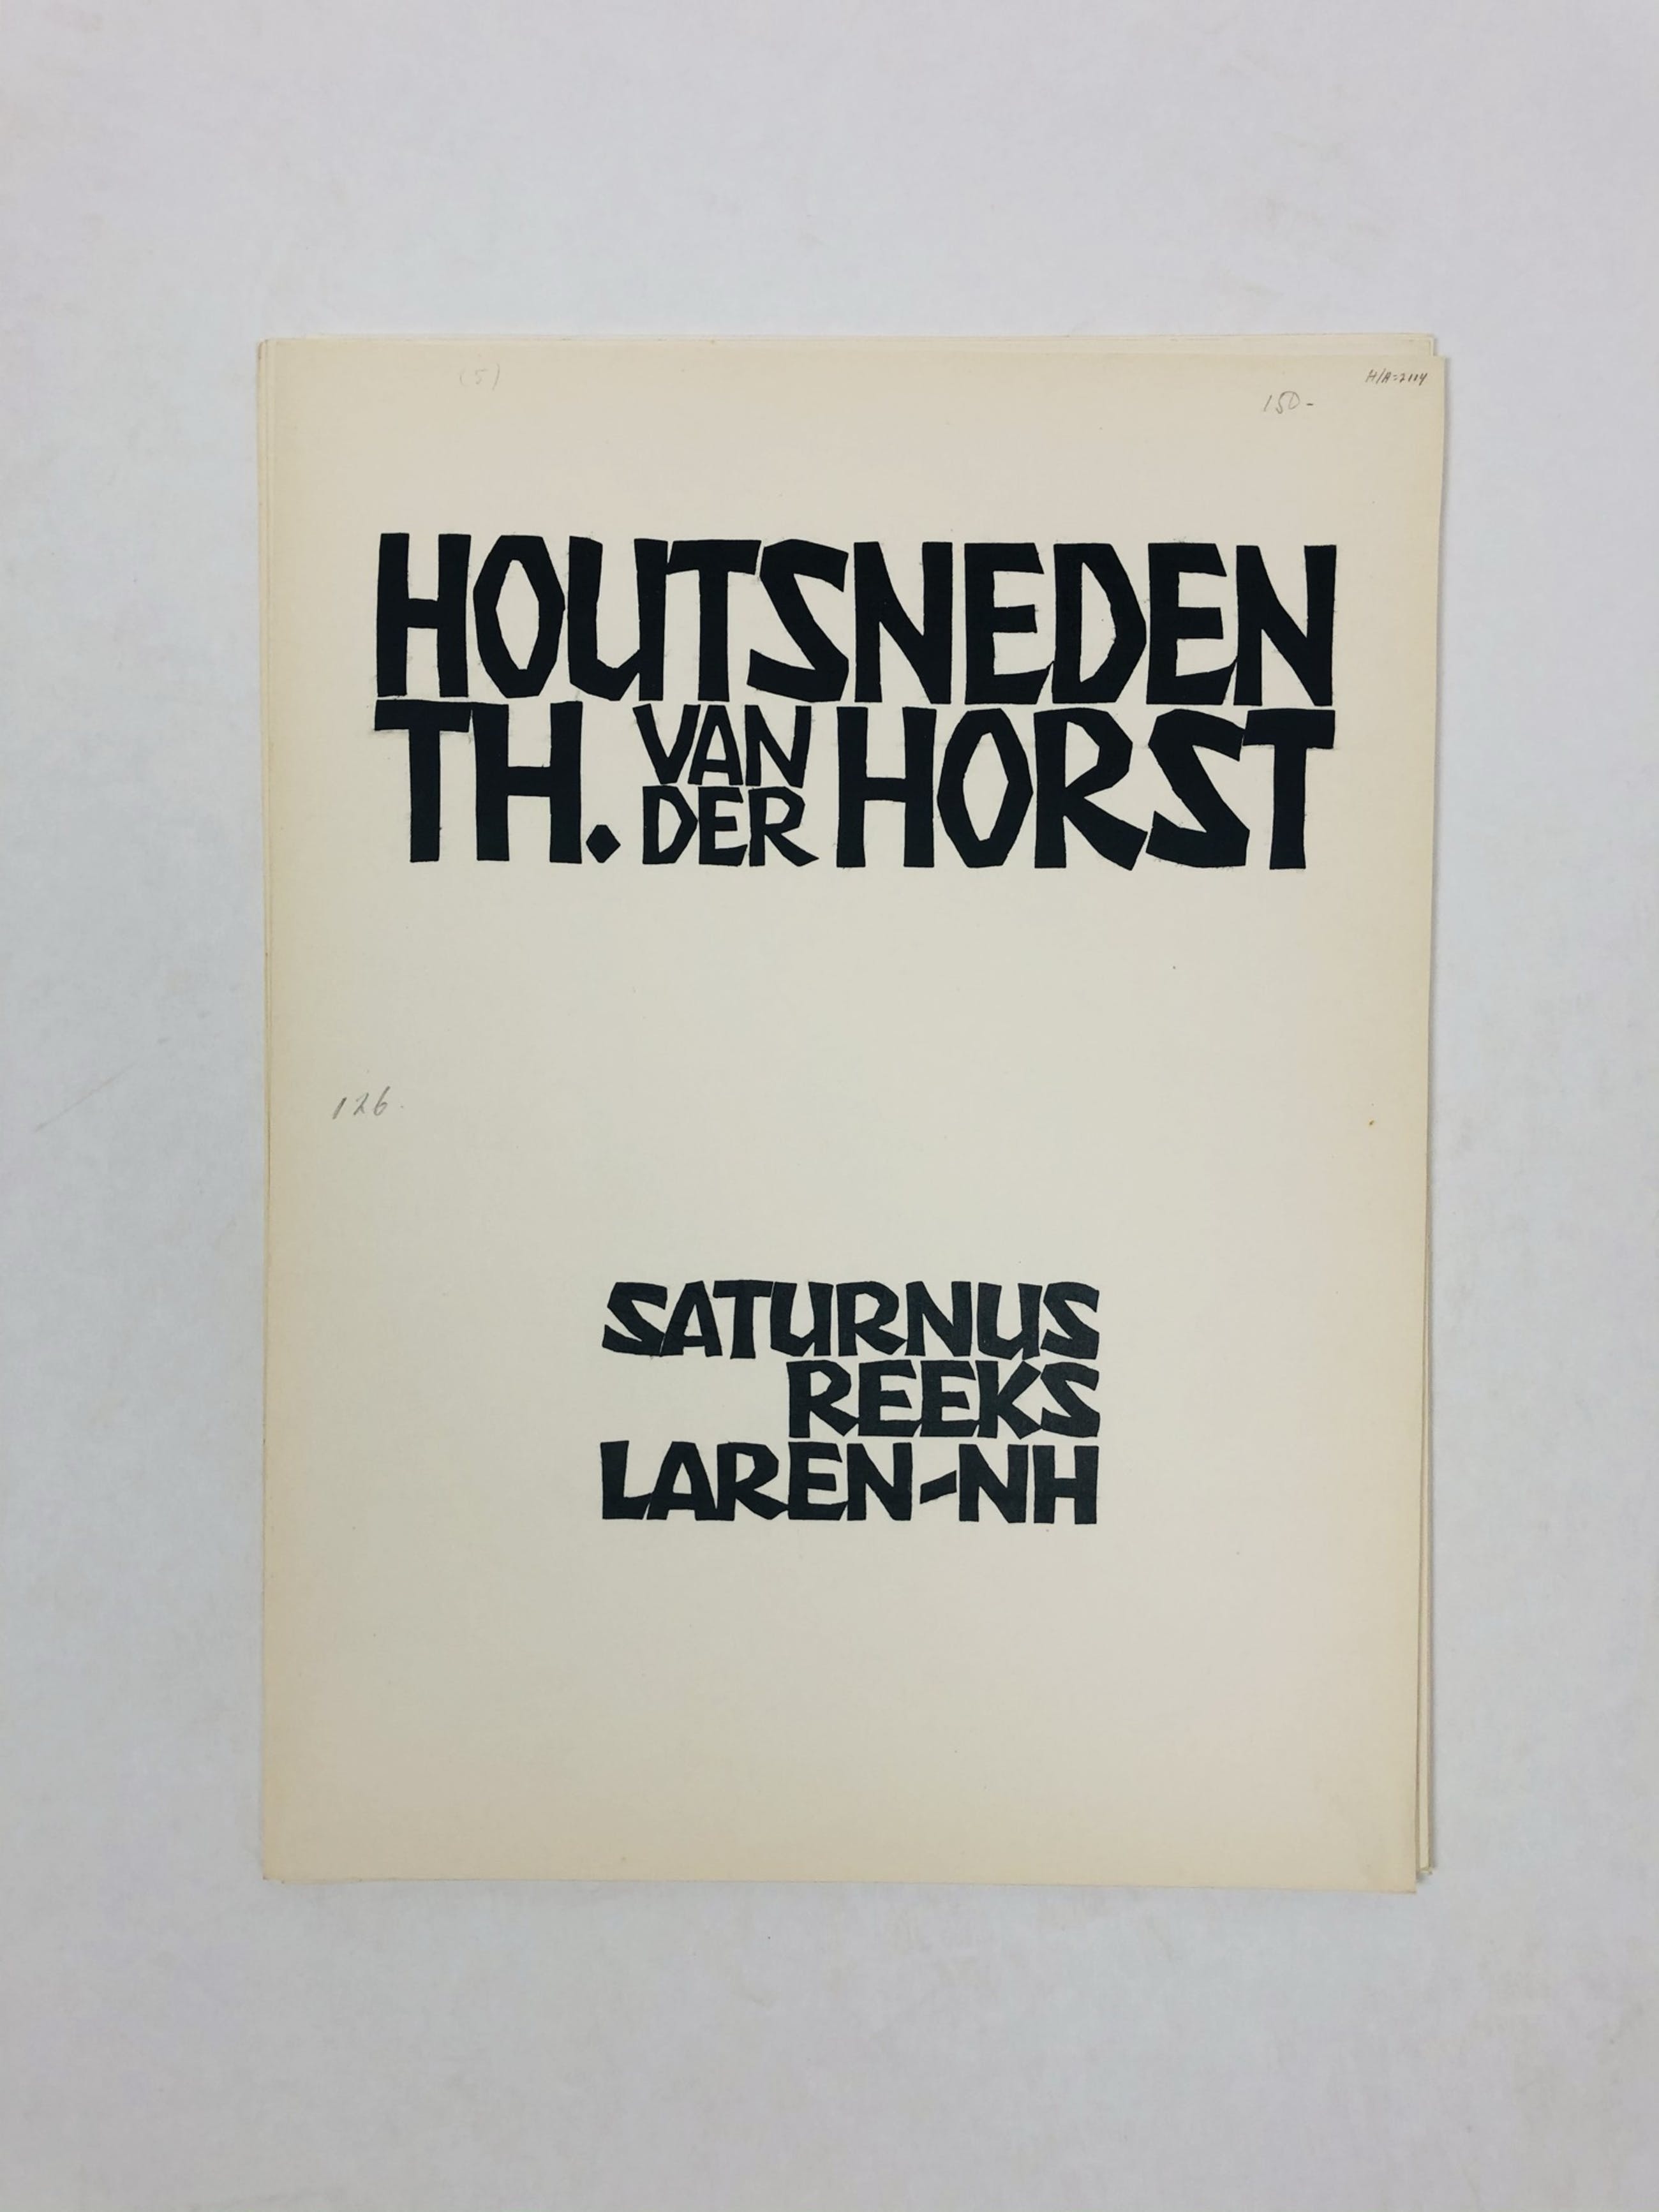 (5)
H/A=2114
150-
HOUTSNEDEN
TH. VAN DER HORST
126.
SATURNUS
REEKS
LAREN-NH